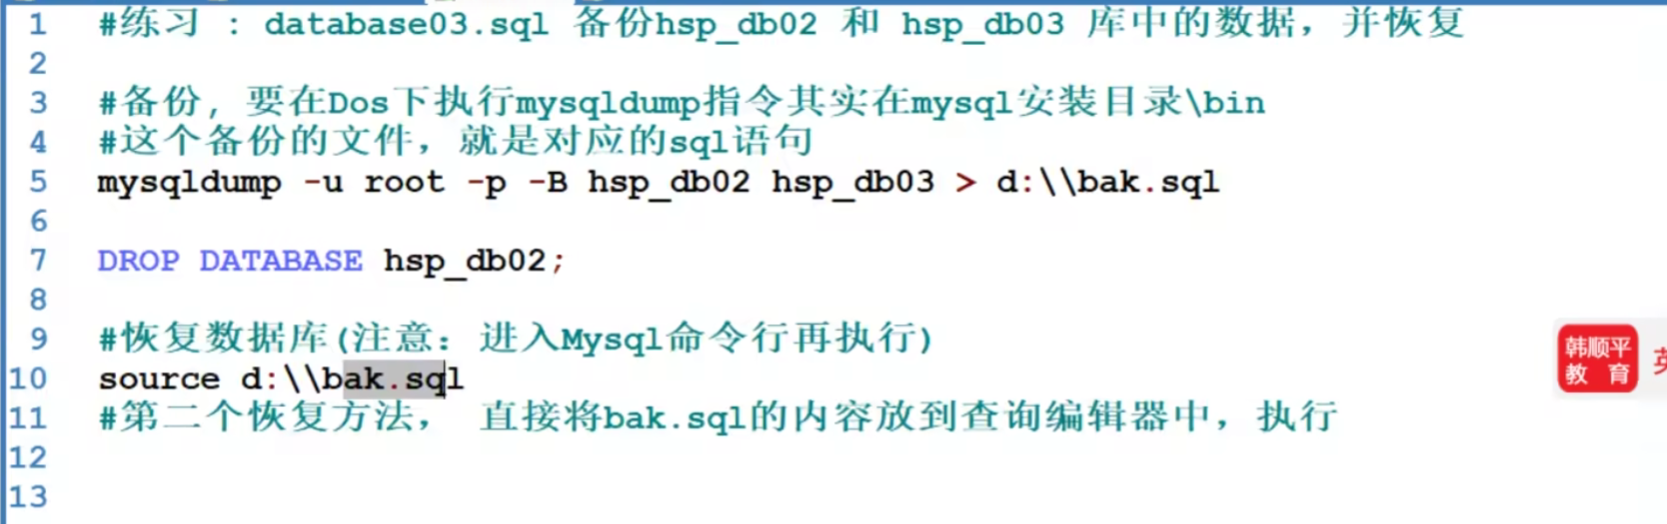 1 #练习 : database03.sql 备份hsp_db02 和 hsp_db03 库中的数据，并恢复
2
3 #备份, 要在Dos下执行mysqldump指令其实在mysql安装目录\bin
4 #这个备份的文件，就是对应的sql语句
5 mysqldump -u root -p -B hsp_db02 hsp_db03 > d:\\bak.sql
6
7 DROP DATABASE hsp_db02;
8
9 #恢复数据库(注意：进入Mysql命令行再执行)
10 source d:\\bak.sql
11 #第二个恢复方法， 直接将bak.sql的内容放到查询编辑器中，执行
12
13
韩顺平
教 育
英